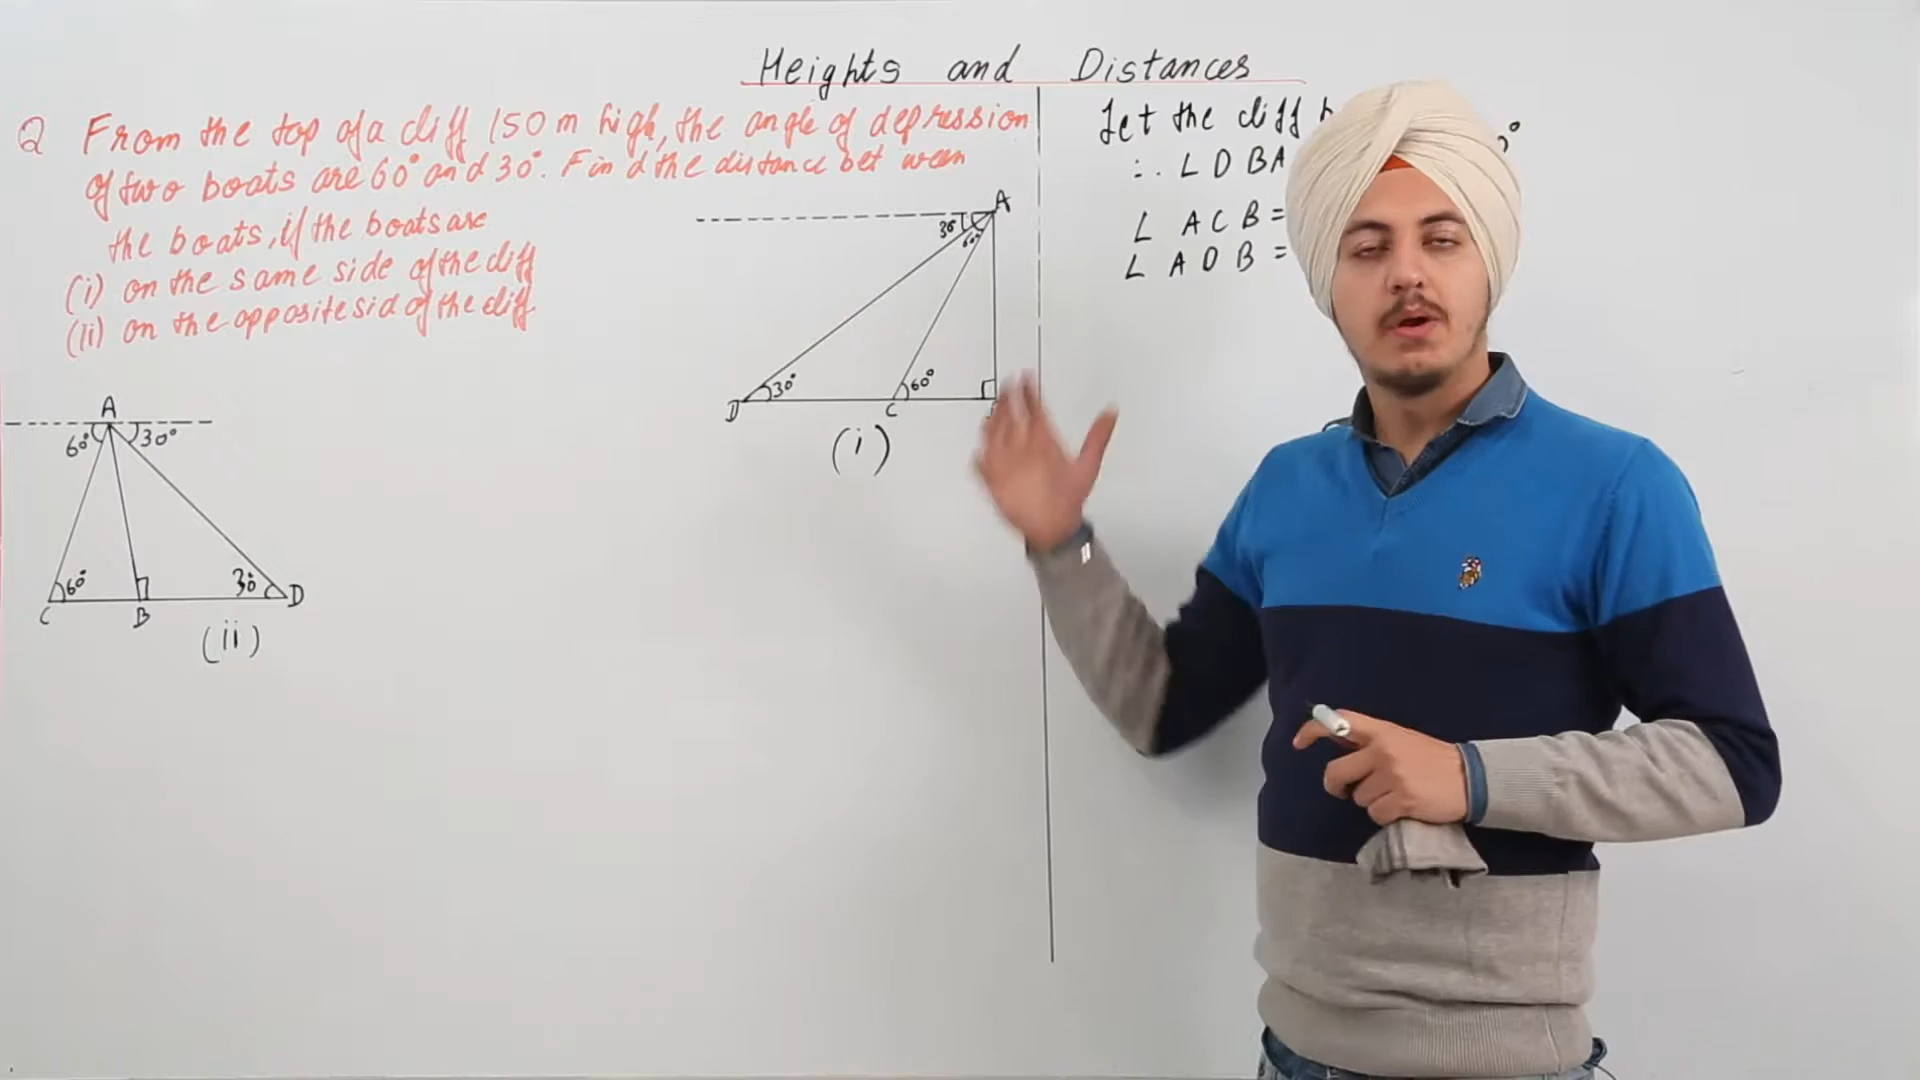 Heights and Distances
Q From the top of a cliff 150 m high, the angle of depression
of two boats are 60° and 30°. Find the distance bet ween
the boats, if the boats are
(i) on the same side of the cliff
(ii) on the opposite sid of the cliff
A
30°
60°
30°
60°
D
C
(i)
A
60°
30°
60°
30°
C
B
D
(ii)
Let the cliff
∴ ∠ DBA
∠ ACB =
∠ ADB =